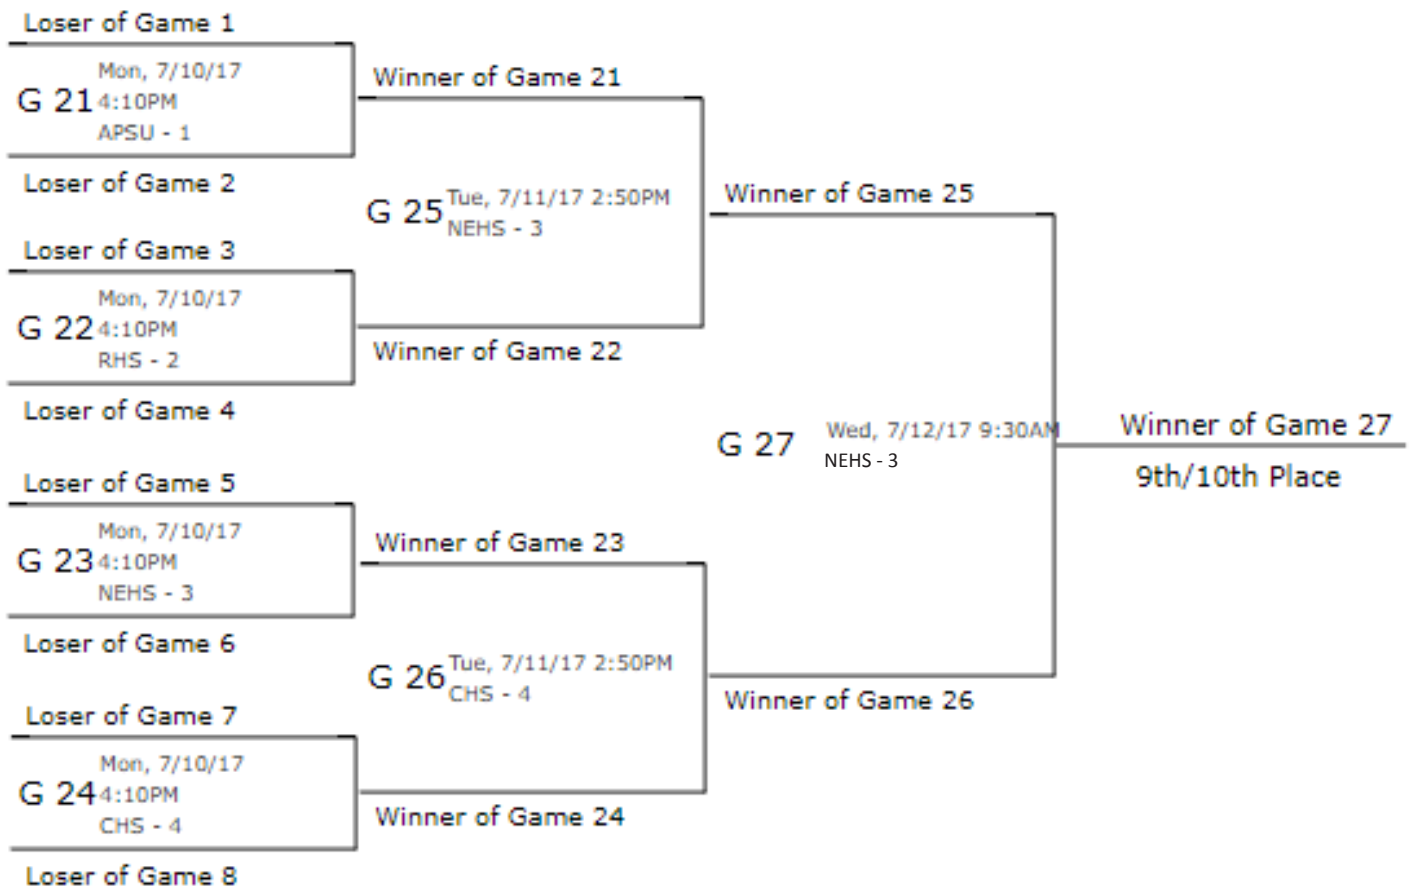 Loser of Game 1
Mon, 7/10/17
G 21 4:10PM
APSU - 1
Loser of Game 2
Loser of Game 3
Mon, 7/10/17
G 22 4:10PM
RHS - 2
Loser of Game 4
Loser of Game 5
Mon, 7/10/17
G 23 4:10PM
NEHS - 3
Loser of Game 6
Loser of Game 7
Mon, 7/10/17
G 24 4:10PM
CHS - 4
Loser of Game 8
Winner of Game 21
G 25 Tue, 7/11/17 2:50PM
NEHS - 3
Winner of Game 22
Winner of Game 23
G 26 Tue, 7/11/17 2:50PM
CHS - 4
Winner of Game 24
Winner of Game 25
G 27 Wed, 7/12/17 9:30AM
NEHS - 3
Winner of Game 26
Winner of Game 27
9th/10th Place